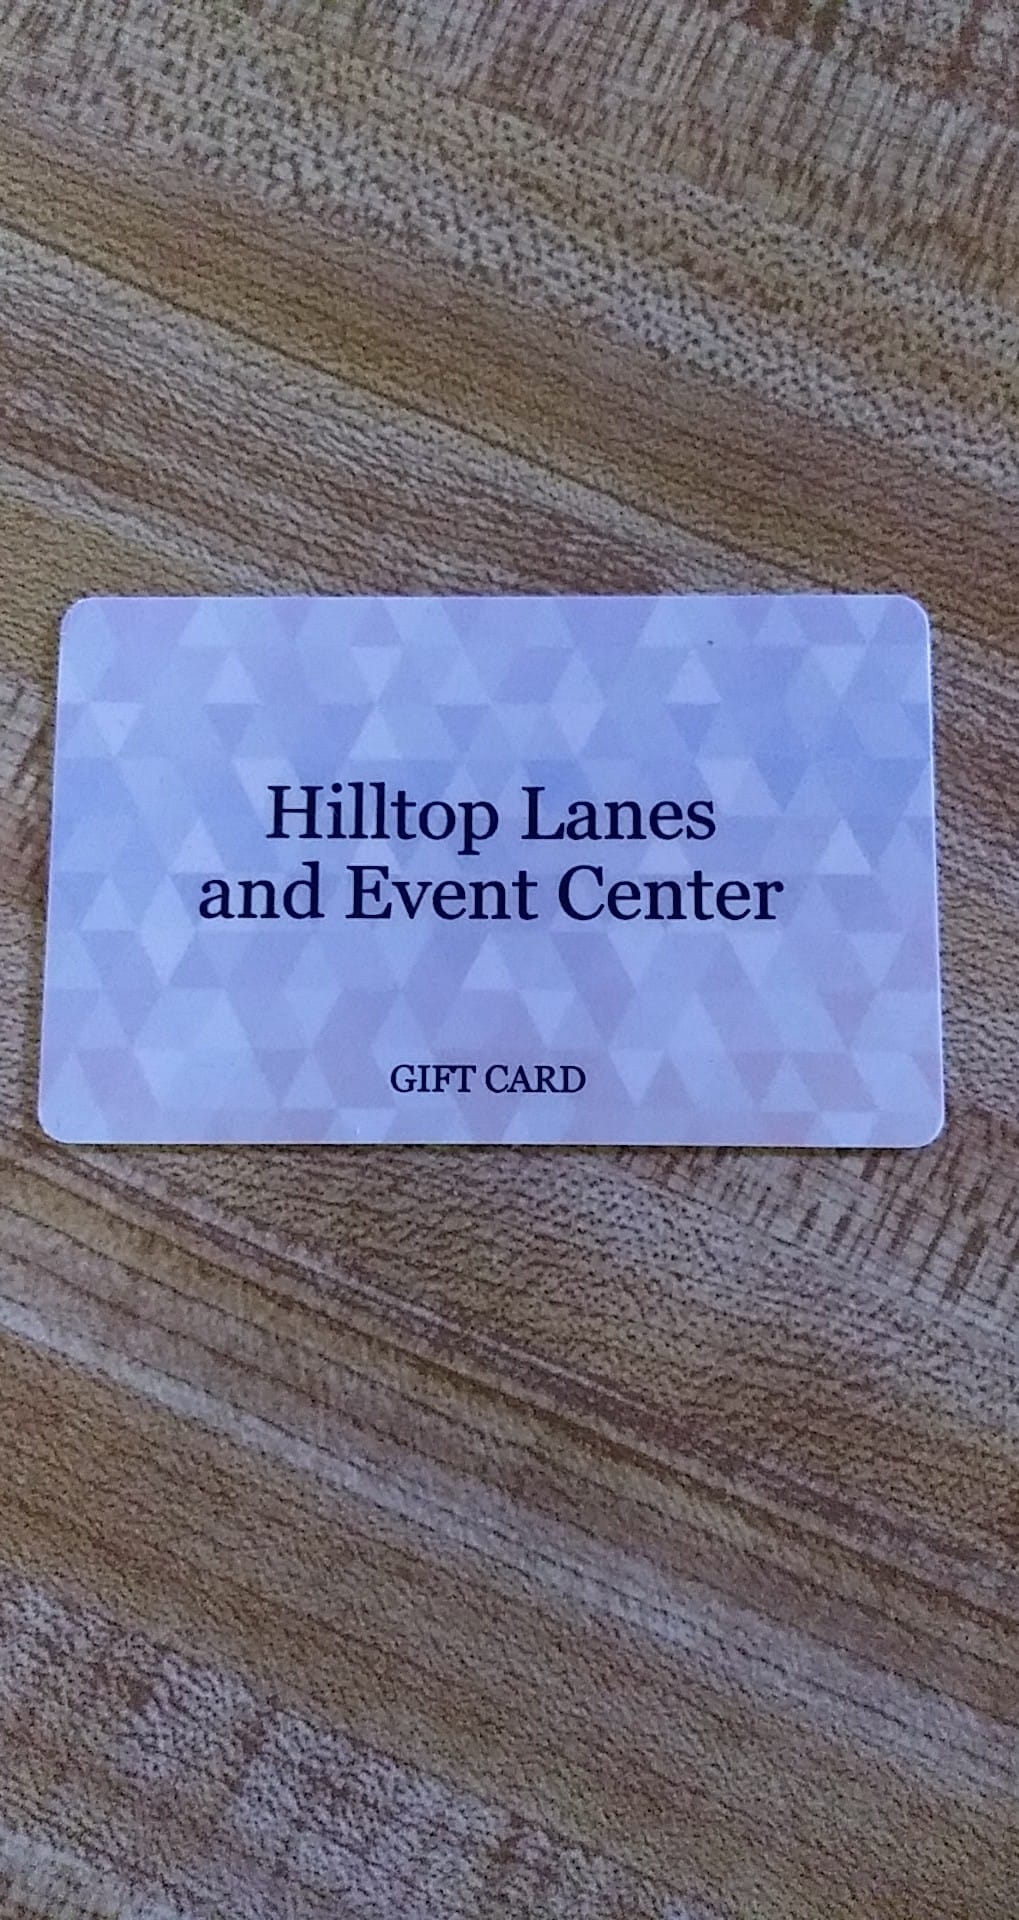 Hilltop Lanes
and Event Center
GIFT CARD